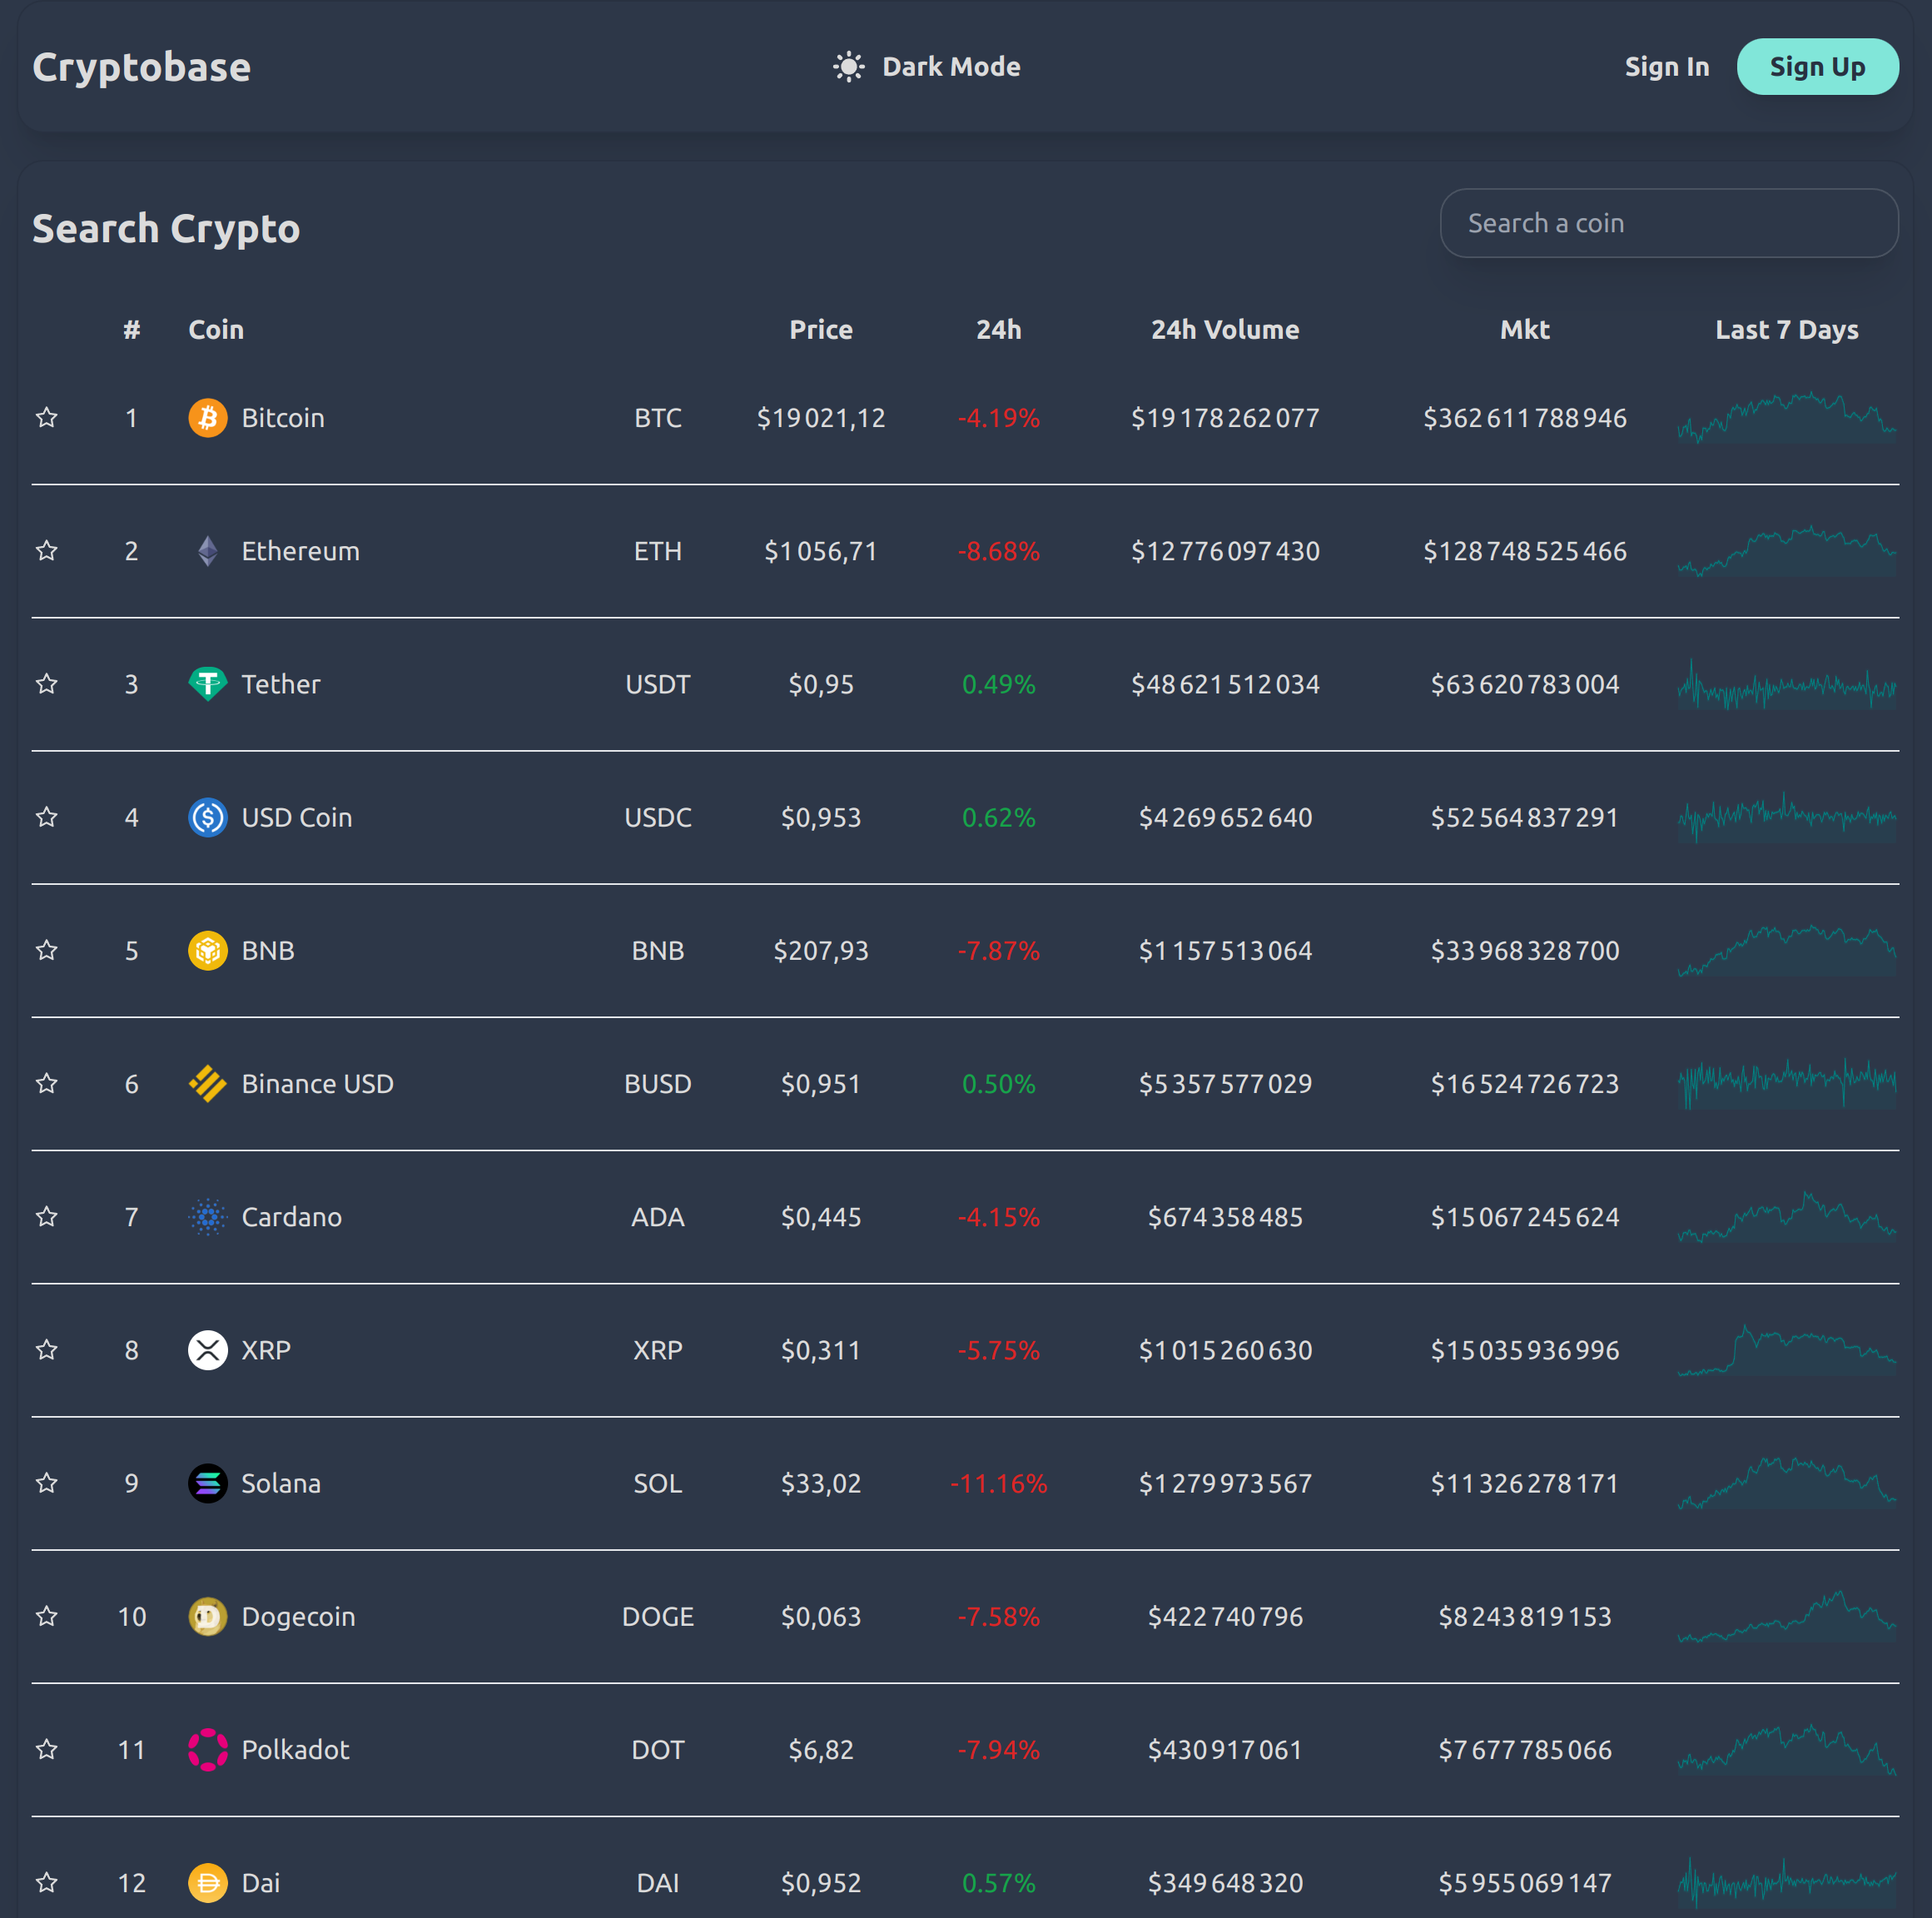 Cryptobase Dark Mode Sign In Sign Up
Search Crypto Search a coin
# Coin Price 24h 24h Volume Mkt Last 7 Days
1 Bitcoin BTC $19 021,12 -4.19% $19 178 262 077 $362 611 788 946
2 Ethereum ETH $1 056,71 -8.68% $12 776 097 430 $128 748 525 466
3 Tether USDT $0,95 0.49% $48 621 512 034 $63 620 783 004
4 USD Coin USDC $0,953 0.62% $4 269 652 640 $52 564 837 291
5 BNB BNB $207,93 -7.87% $1 157 513 064 $33 968 328 700
6 Binance USD BUSD $0,951 0.50% $5 357 577 029 $16 524 726 723
7 Cardano ADA $0,445 -4.15% $674 358 485 $15 067 245 624
8 XRP XRP $0,311 -5.75% $1 015 260 630 $15 035 936 996
9 Solana SOL $33,02 -11.16% $1 279 973 567 $11 326 278 171
10 Dogecoin DOGE $0,063 -7.58% $422 740 796 $8 243 819 153
11 Polkadot DOT $6,82 -7.94% $430 917 061 $7 677 785 066
12 Dai DAI $0,952 0.57% $349 648 320 $5 955 069 147